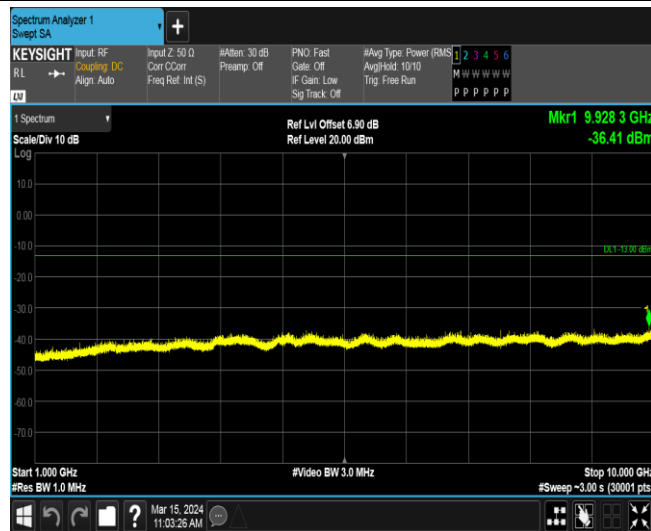 Spectrum Analyzer 1
Swept SA
+
KEYSIGHT
RL
LXI
Input: RF
Coupling: DC
Align: Auto
Input Z: 50 Ω
Corr CCorr
Freq Ref: Int (S)
#Atten: 30 dB
Preamp: Off
PNO: Fast
Gate: Off
IF Gain: Low
Sig Track: Off
#Avg Type: Power (RMS
Avg|Hold: 10/10
Trig: Free Run
1 2 3 4 5 6
M W W W W W
P P P P P P
1 Spectrum
Scale/Div 10 dB
Log
Ref Lvl Offset 6.90 dB
Ref Level 20.00 dBm
Mkr1 9.928 3 GHz
-36.41 dBm
10.0
0.00
-10.0
DL1 -13.00 dBm
-20.0
-30.0
-40.0
-50.0
-60.0
-70.0
Start 1.000 GHz
#Video BW 3.0 MHz
Stop 10.000 GHz
#Res BW 1.0 MHz
#Sweep ~3.00 s (30001 pts
?
Mar 15, 2024
11:03:26 AM